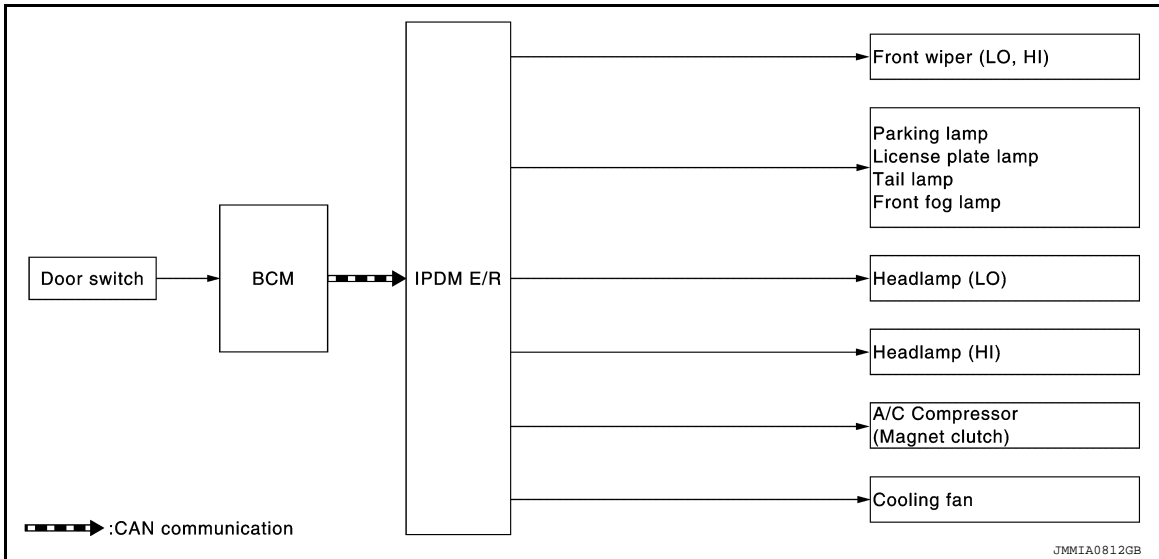 Door switch
BCM
IPDM E/R
Front wiper (LO, HI)
Parking lamp
License plate lamp
Tail lamp
Front fog lamp
Headlamp (LO)
Headlamp (HI)
A/C Compressor
(Magnet clutch)
Cooling fan
:CAN communication
JMMIA0812GB